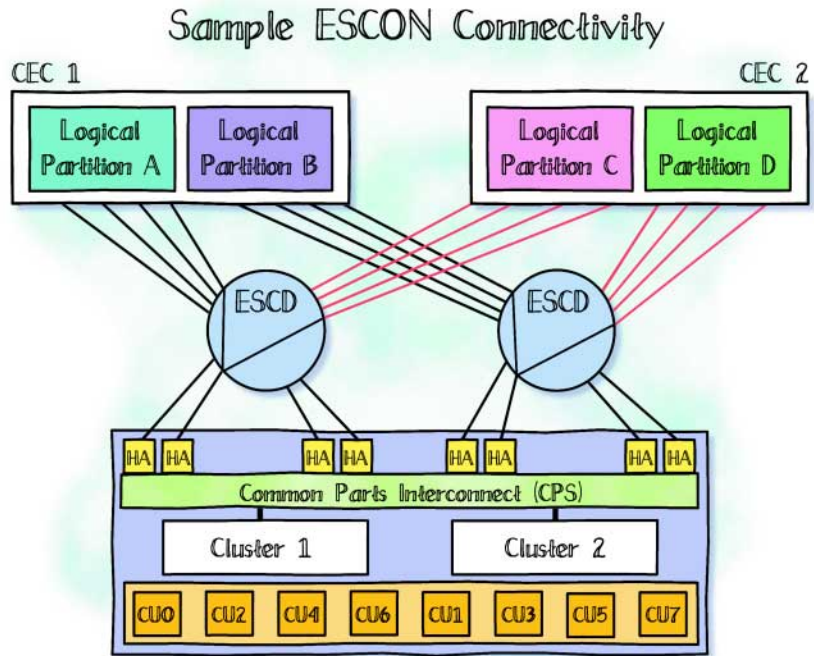 Sample ESCON Connectivity
CEC 1
CEC 2
Logical
Partition A
Logical
Partition B
Logical
Partition C
Logical
Partition D
ESCD
ESCD
HA HA HA HA HA HA HA HA
Common Parts Interconnect (CPS)
Cluster 1
Cluster 2
CU0 CU2 CU4 CU6 CU1 CU3 CU5 CU7